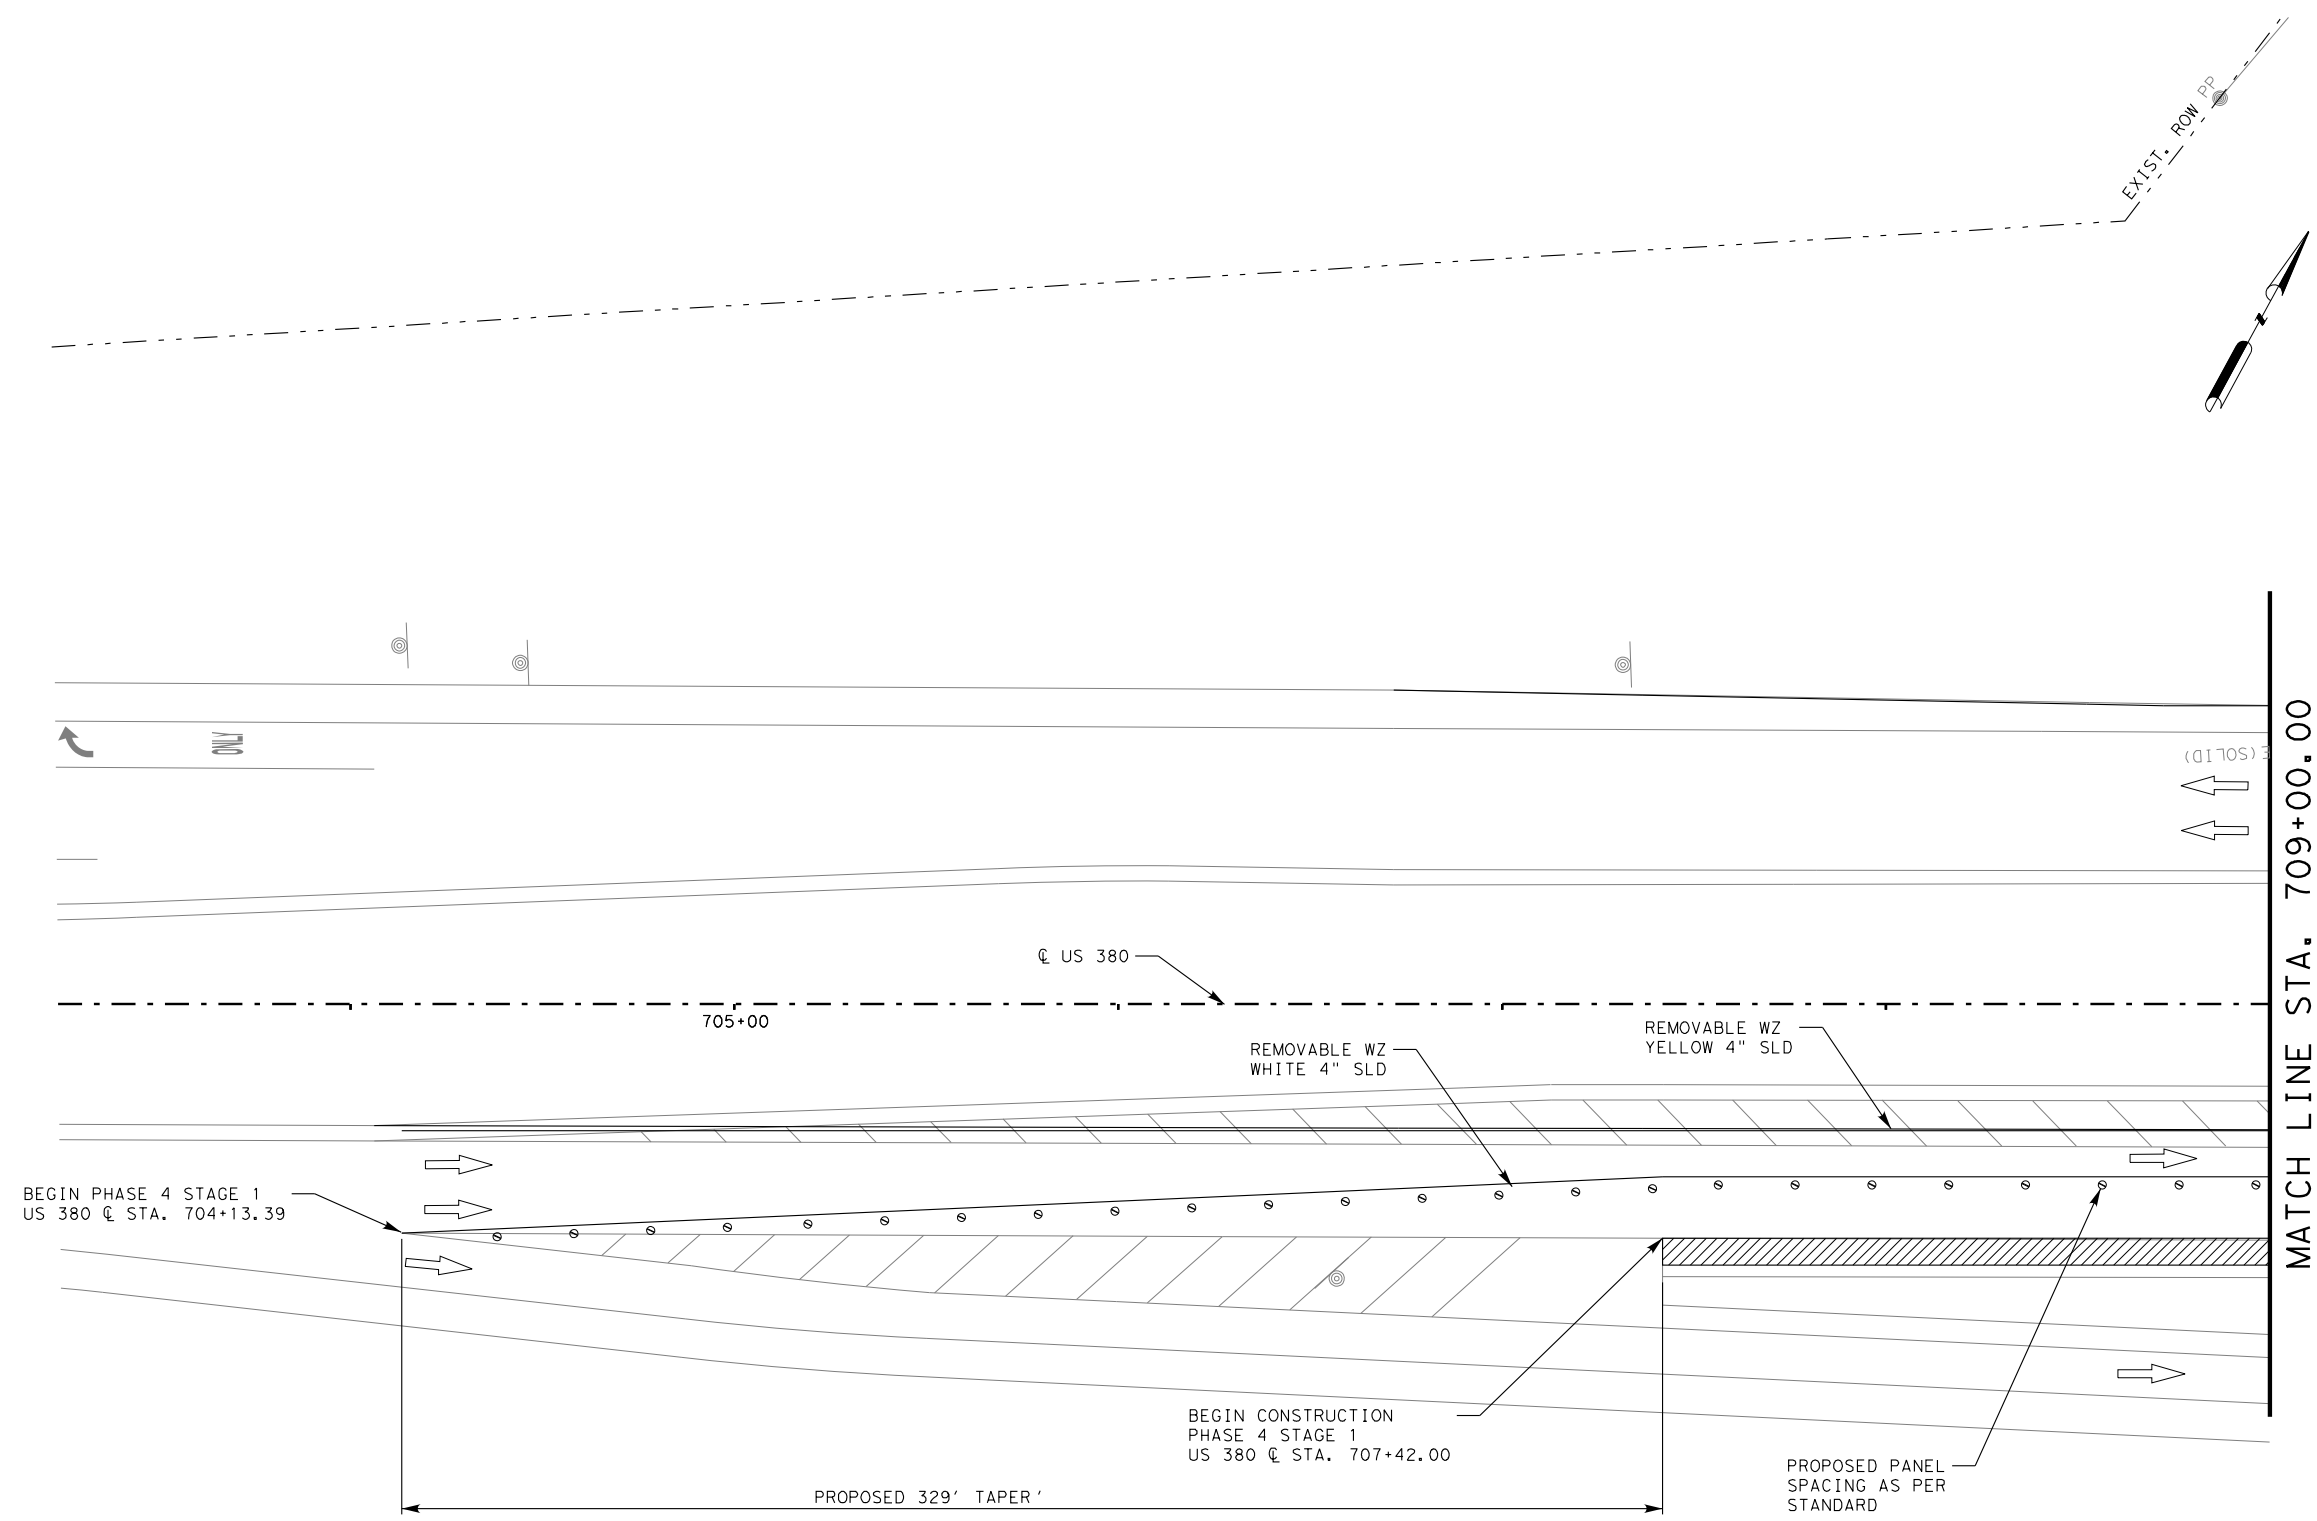 EXIST. ROW
PP
N
ONLY
E(SOLID)
MATCH LINE STA. 709+00.00
℄ US 380
705+00
REMOVABLE WZ
YELLOW 4" SLD
REMOVABLE WZ
WHITE 4" SLD
BEGIN PHASE 4 STAGE 1
US 380 ℄ STA. 704+13.39
BEGIN CONSTRUCTION
PHASE 4 STAGE 1
US 380 ℄ STA. 707+42.00
PROPOSED PANEL
SPACING AS PER
STANDARD
PROPOSED 329' TAPER'